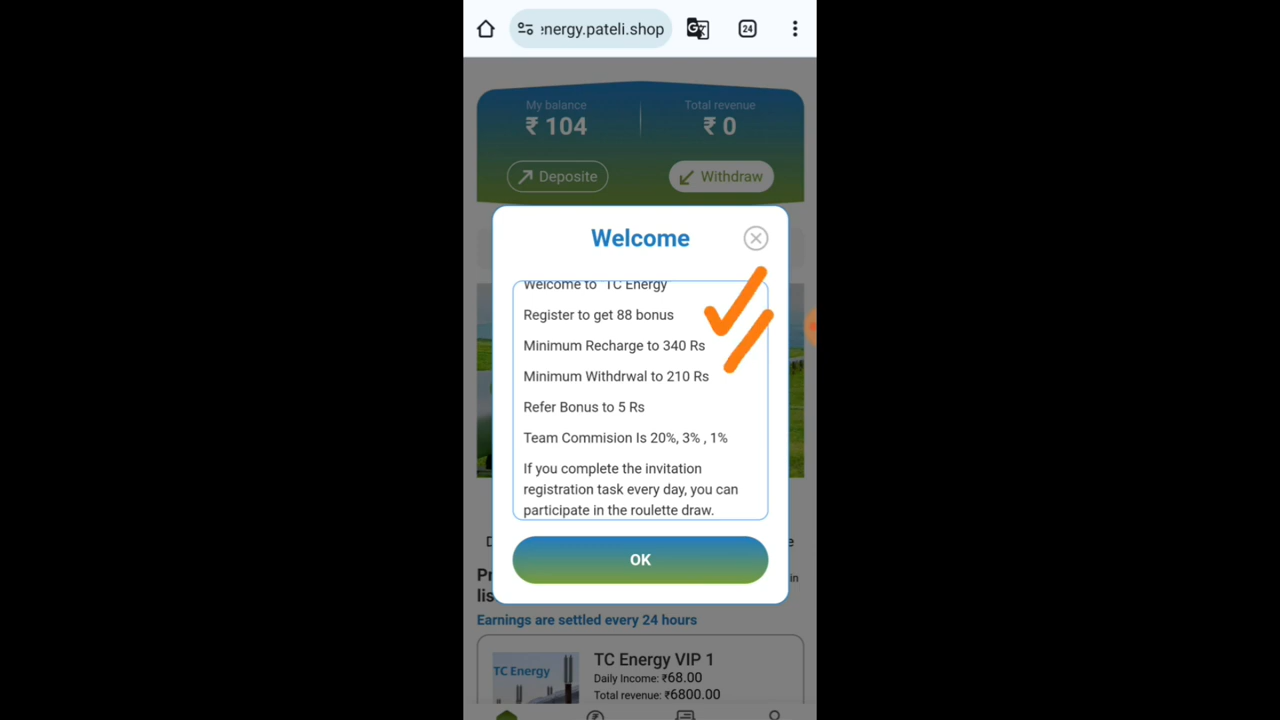 energy.pateli.shop
24
My balance
Total revenue
₹ 104
₹ 0
Deposite
Withdraw
Welcome
Welcome to "TC Energy
Register to get 88 bonus
Minimum Recharge to 340 Rs
Minimum Withdrwal to 210 Rs
Refer Bonus to 5 Rs
Team Commision Is 20%, 3% , 1%
If you complete the invitation
registration task every day, you can
participate in the roulette draw.
OK
Earnings are settled every 24 hours
TC Energy
TC Energy VIP 1
Daily Income: ₹68.00
Total revenue: ₹6800.00